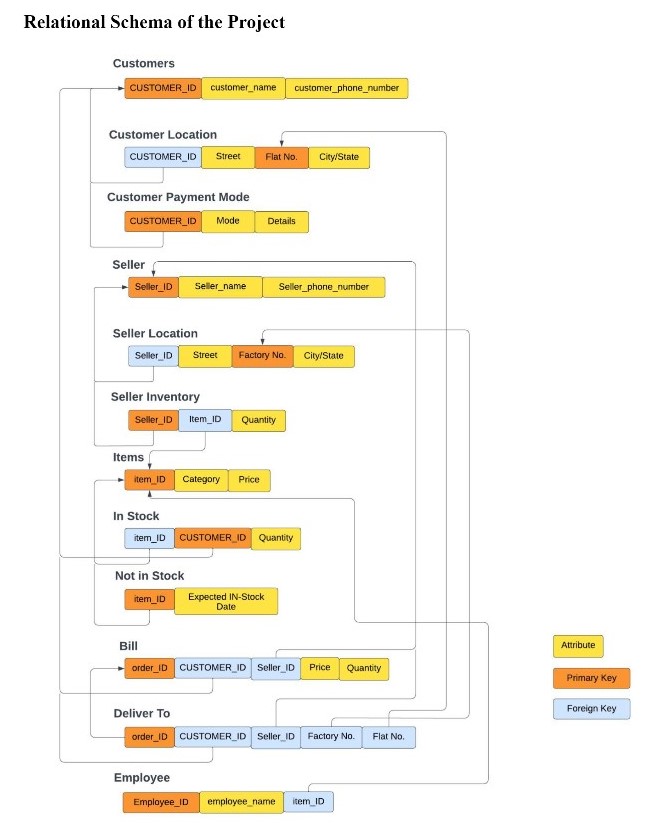 Relational Schema of the Project
Customers
CUSTOMER_ID customer_name customer_phone_number
Customer Location
CUSTOMER_ID Street Flat No. City/State
Customer Payment Mode
CUSTOMER_ID Mode Details
Seller
Seller_ID Seller_name Seller_phone_number
Seller Location
Seller_ID Street Factory No. City/State
Seller Inventory
Seller_ID Item_ID Quantity
Items
item_ID Category Price
In Stock
item_ID CUSTOMER_ID Quantity
Not in Stock
item_ID Expected IN-Stock
Date
Bill
order_ID CUSTOMER_ID Seller_ID Price Quantity
Deliver To
order_ID CUSTOMER_ID Seller_ID Factory No. Flat No.
Employee
Employee_ID employee_name item_ID
Attribute
Primary Key
Foreign Key